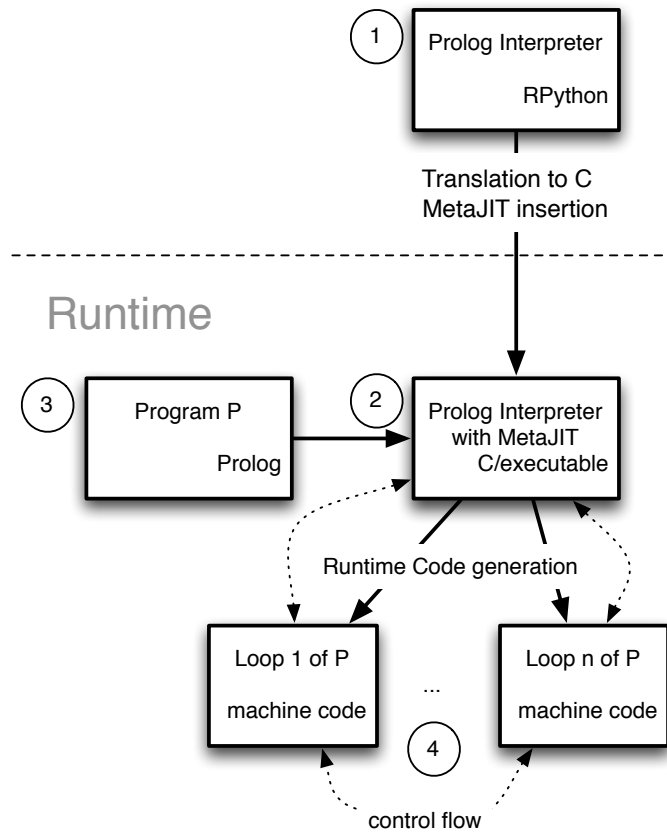 1
Prolog Interpreter
RPython
Translation to C
MetaJIT insertion
Runtime
3
Program P
Prolog
2
Prolog Interpreter
with MetaJIT
C/executable
Runtime Code generation
Loop 1 of P
machine code
...
Loop n of P
machine code
4
control flow